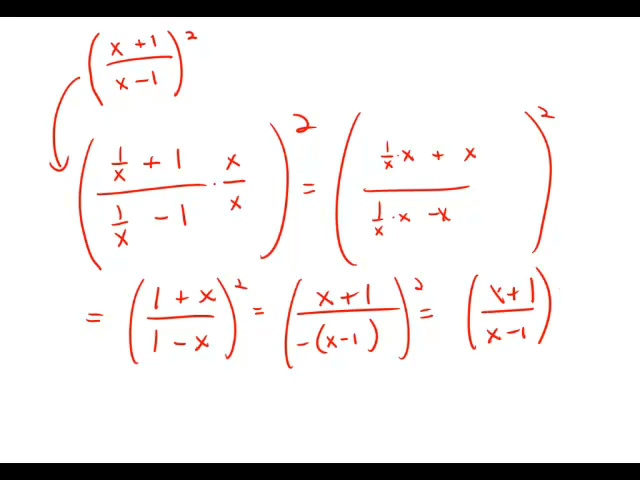 ((x+1)/(x-1))^2
((1/x + 1)/(1/x - 1) · x/x)^2 = ((1/x · x + x)/(1/x · x - x))^2
= ((1+x)/(1-x))^2 = ((x+1)/(-(x-1)))^2 = ((x+1)/(x-1))